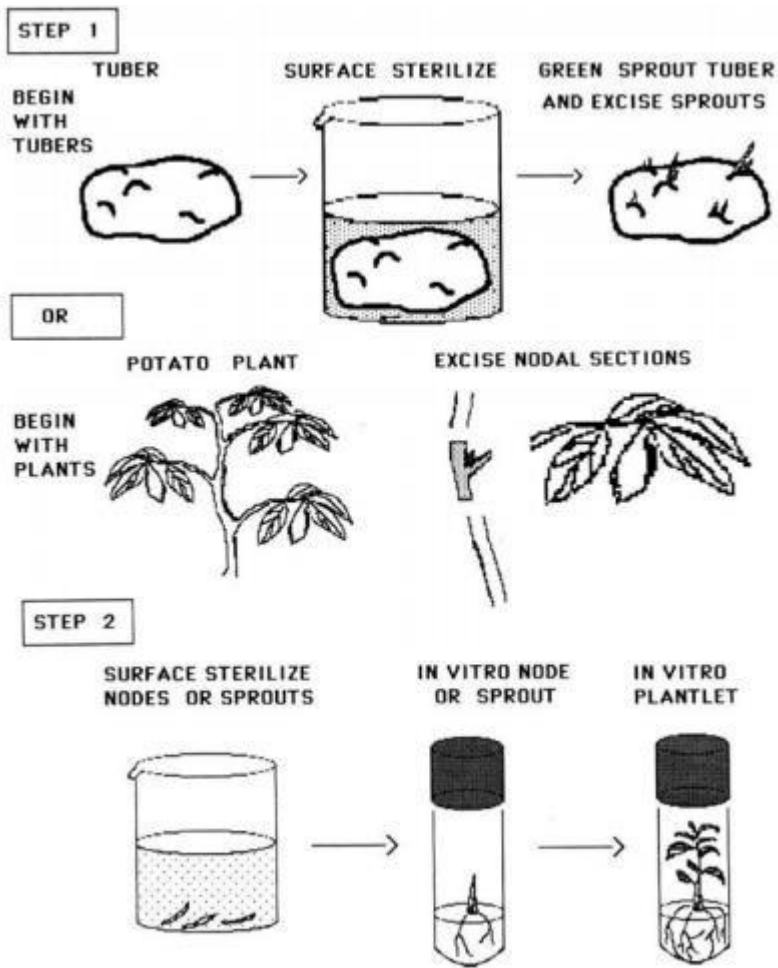 STEP 1
TUBER
SURFACE STERILIZE
GREEN SPROUT TUBER
AND EXCISE SPROUTS
BEGIN
WITH
TUBERS
OR
POTATO PLANT
EXCISE NODAL SECTIONS
BEGIN
WITH
PLANTS
STEP 2
SURFACE STERILIZE
NODES OR SPROUTS
IN VITRO NODE
OR SPROUT
IN VITRO
PLANTLET